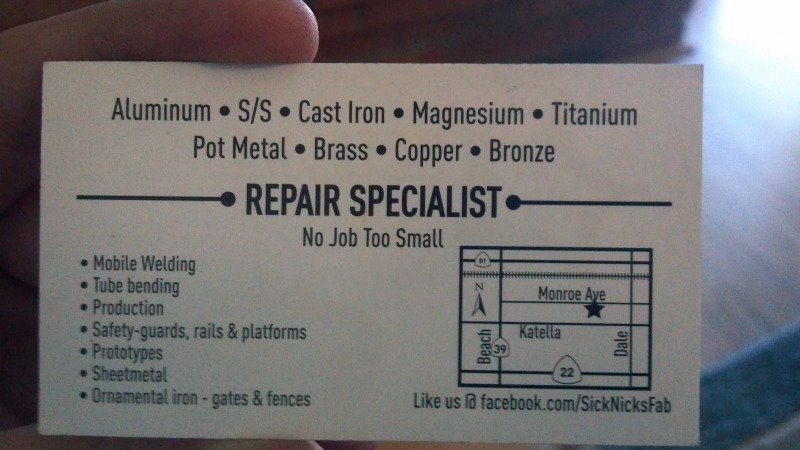 Aluminum • S/S • Cast Iron • Magnesium • Titanium
Pot Metal • Brass • Copper • Bronze
REPAIR SPECIALIST
No Job Too Small
• Mobile Welding
• Tube bending
• Production
• Safety-guards, rails & platforms
• Prototypes
• Sheetmetal
• Ornamental iron - gates & fences
91
N
Monroe Ave
Katella
Beach
39
Dale
22
Like us @ facebook.com/SickNicksFab